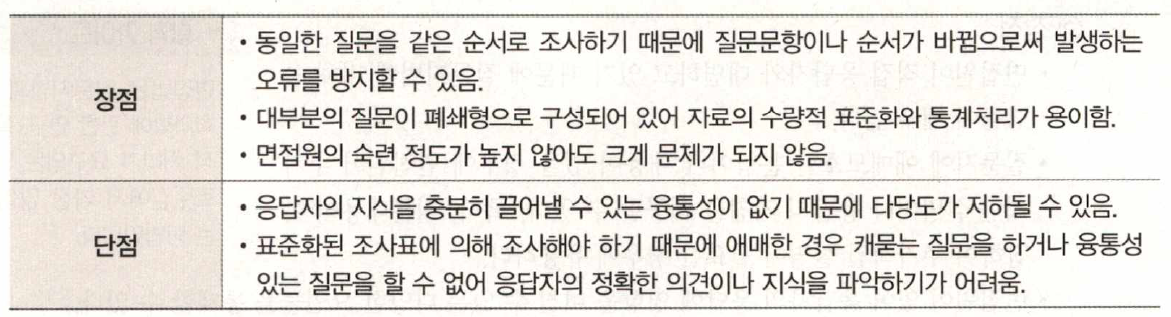 장점
• 동일한 질문을 같은 순서로 조사하기 때문에 질문문항이나 순서가 바뀜으로써 발생하는
오류를 방지할 수 있음.
• 대부분의 질문이 폐쇄형으로 구성되어 있어 자료의 수량적 표준화와 통계처리가 용이함.
• 면접원의 숙련 정도가 높지 않아도 크게 문제가 되지 않음.
단점
• 응답자의 지식을 충분히 끌어낼 수 있는 융통성이 없기 때문에 타당도가 저하될 수 있음.
• 표준화된 조사표에 의해 조사해야 하기 때문에 애매한 경우 캐묻는 질문을 하거나 융통성
있는 질문을 할 수 없어 응답자의 정확한 의견이나 지식을 파악하기가 어려움.